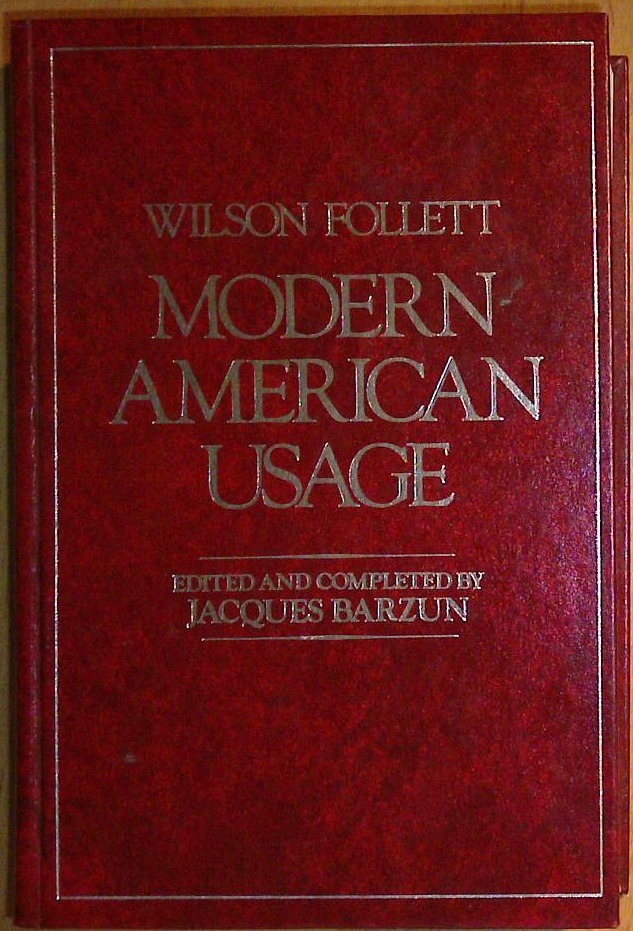 WILSON FOLLETT
MODERN
AMERICAN
USAGE
EDITED AND COMPLETED BY
JACQUES BARZUN